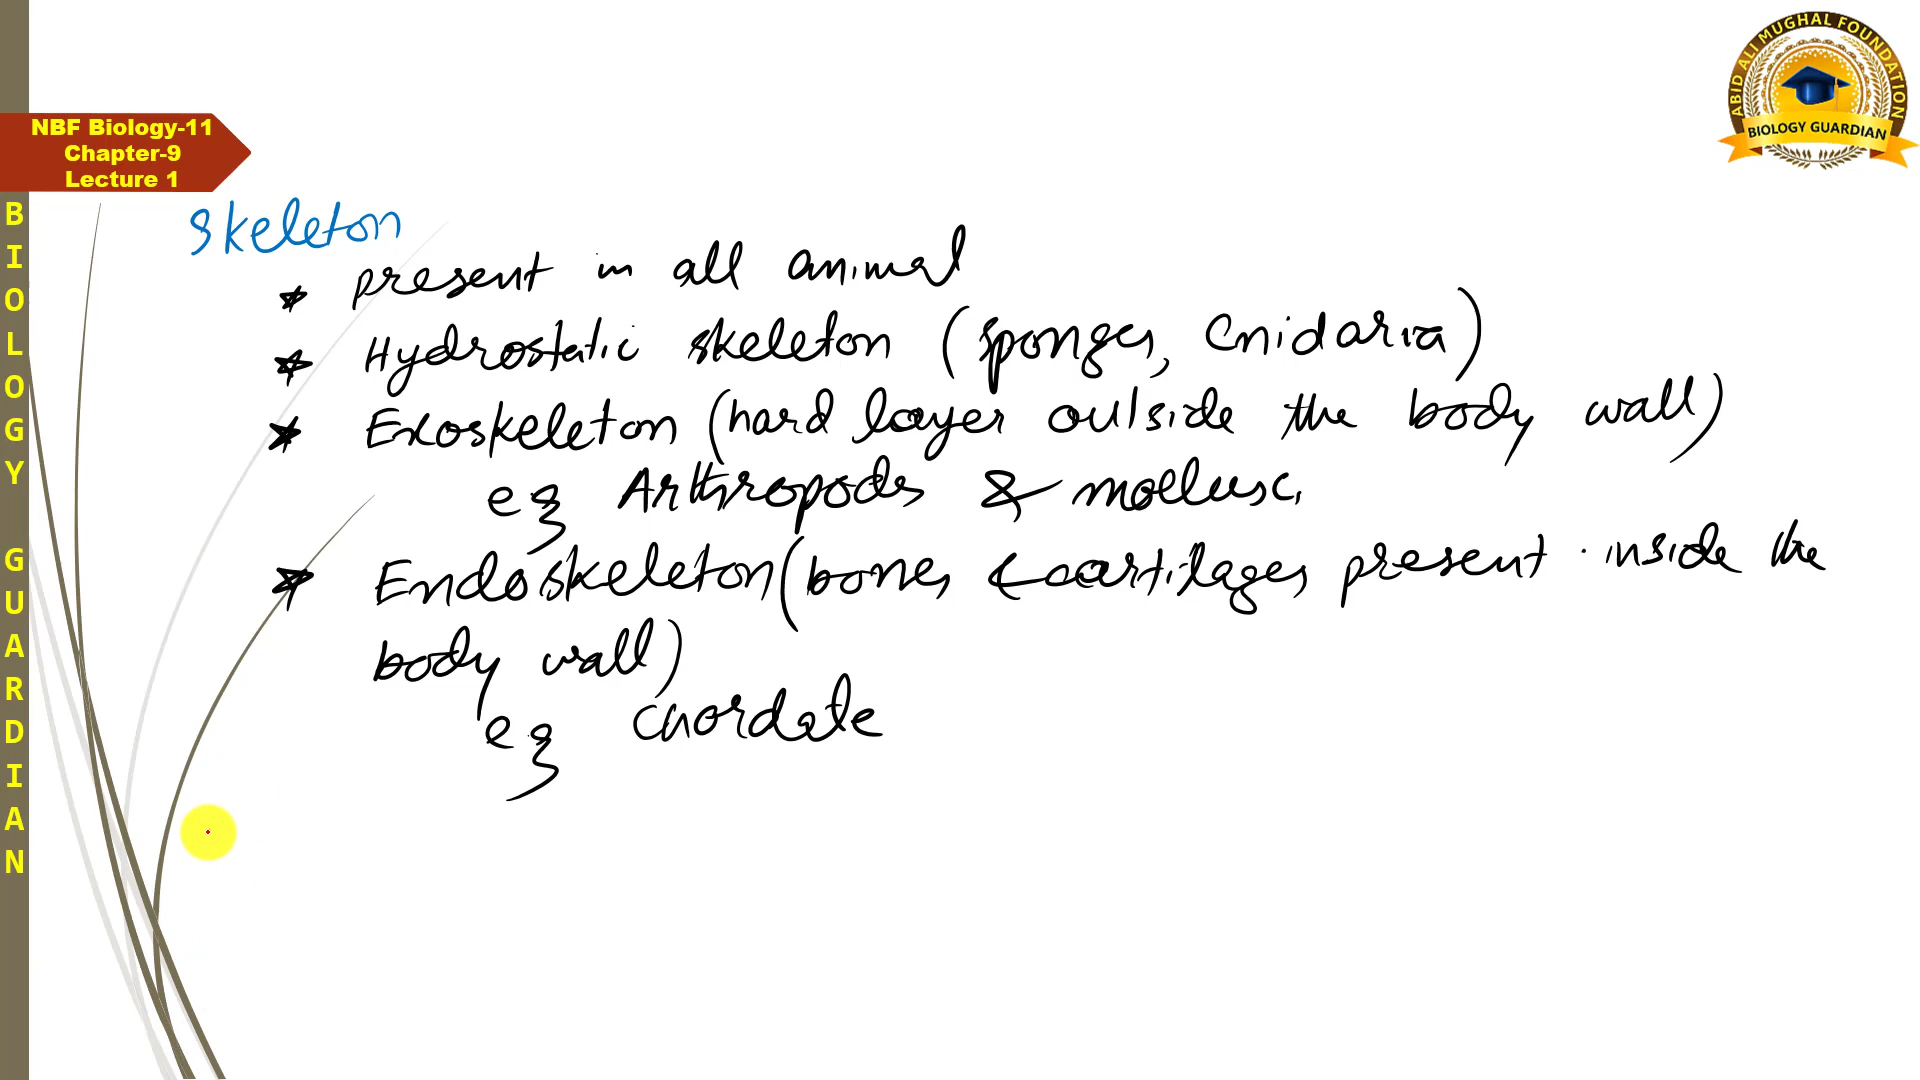 ABID ALI MUGHAL FOUNDATION
BIOLOGY GUARDIAN
NBF Biology-11
Chapter-9
Lecture 1
BIOLOGY GUARDIAN
Skeleton
* present in all animal
* Hydrostatic skeleton (sponges, Cnidaria)
* Exoskeleton (hard layer outside the body wall)
eg Arthropods & mollusc,
* Endoskeleton (bones & cartilages present inside the
body wall)
eg Chordate